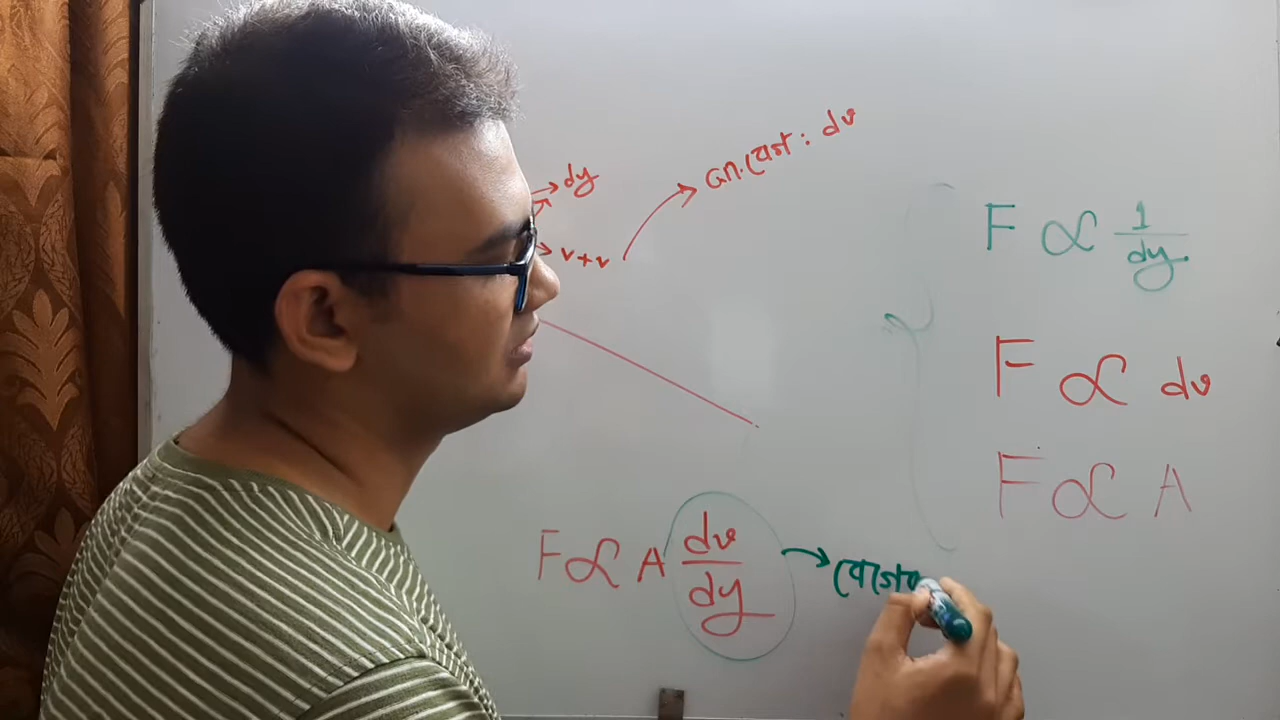 dy
v+v
আ.বেগ : dv
F ∝ 1/dy
F ∝ dv
F ∝ A
F ∝ A dv/dy